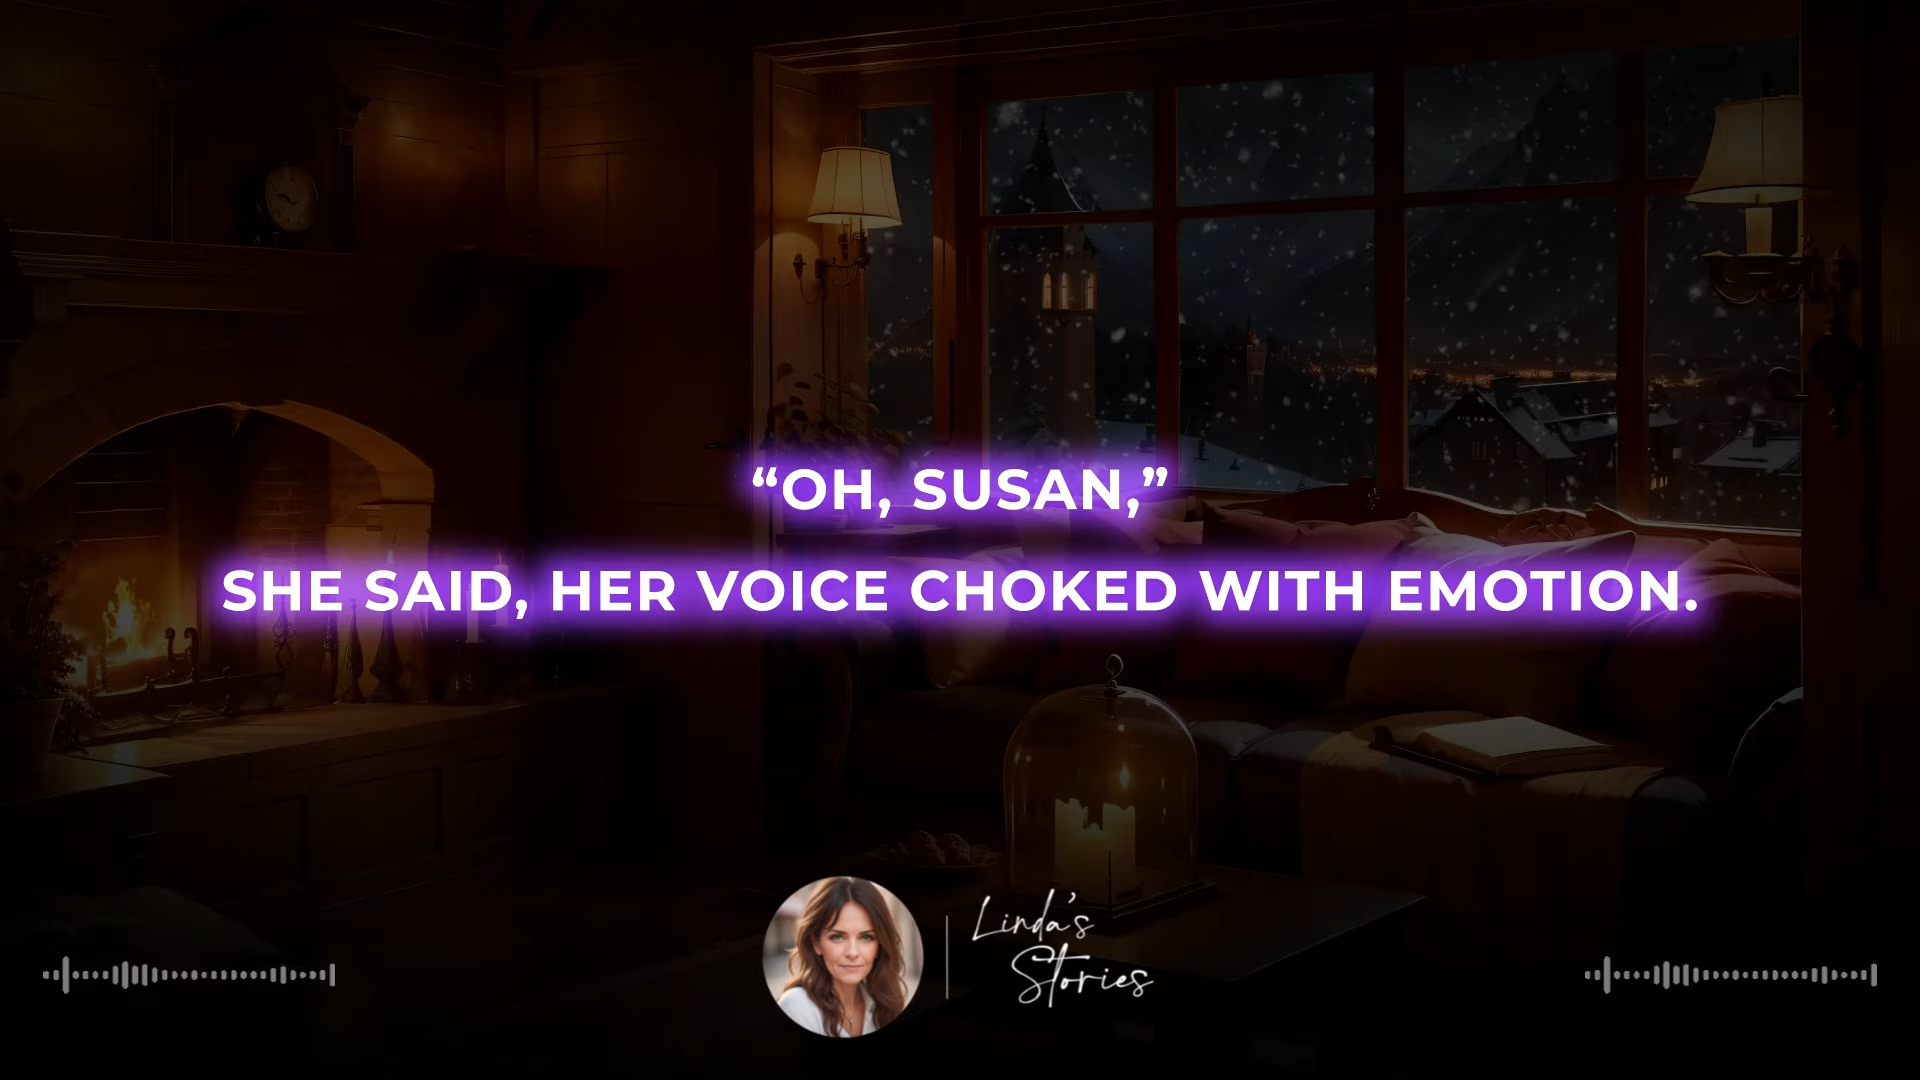 “OH, SUSAN,”
SHE SAID, HER VOICE CHOKED WITH EMOTION.
Linda's
Stories